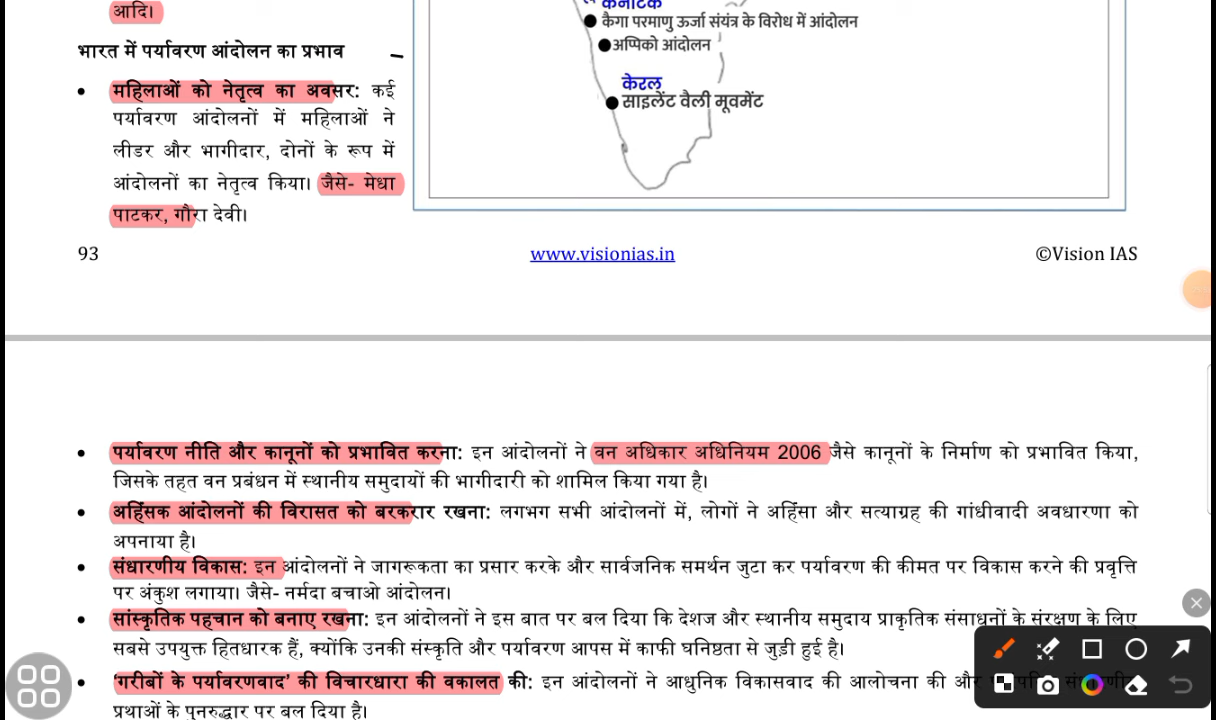 आदि।
भारत में पर्यावरण आंदोलन का प्रभाव
• महिलाओं को नेतृत्व का अवसर: कई
पर्यावरण आंदोलनों में महिलाओं ने
लीडर और भागीदार, दोनों के रूप में
आंदोलनों का नेतृत्व किया। जैसे- मेधा
पाटकर, गौरा देवी।
कर्नाटक
कैगा परमाणु ऊर्जा संयंत्र के विरोध में आंदोलन
अप्पिको आंदोलन
केरल
साइलेंट वैली मूवमेंट
93 www.visionias.in ©Vision IAS
• पर्यावरण नीति और कानूनों को प्रभावित करना: इन आंदोलनों ने वन अधिकार अधिनियम 2006 जैसे कानूनों के निर्माण को प्रभावित किया,
जिसके तहत वन प्रबंधन में स्थानीय समुदायों की भागीदारी को शामिल किया गया है।
• अहिंसक आंदोलनों की विरासत को बरकरार रखना: लगभग सभी आंदोलनों में, लोगों ने अहिंसा और सत्याग्रह की गांधीवादी अवधारणा को
अपनाया है।
• संधारणीय विकास: इन आंदोलनों ने जागरूकता का प्रसार करके और सार्वजनिक समर्थन जुटा कर पर्यावरण की कीमत पर विकास करने की प्रवृत्ति
पर अंकुश लगाया। जैसे- नर्मदा बचाओ आंदोलन।
• सांस्कृतिक पहचान को बनाए रखना: इन आंदोलनों ने इस बात पर बल दिया कि देशज और स्थानीय समुदाय प्राकृतिक संसाधनों के संरक्षण के लिए
सबसे उपयुक्त हितधारक हैं, क्योंकि उनकी संस्कृति और पर्यावरण आपस में काफी घनिष्ठता से जुड़ी हुई है।
• ‘गरीबों के पर्यावरणवाद’ की विचारधारा की वकालत की: इन आंदोलनों ने आधुनिक विकासवाद की आलोचना की और
प्रथाओं के पुनरुद्धार पर बल दिया है।